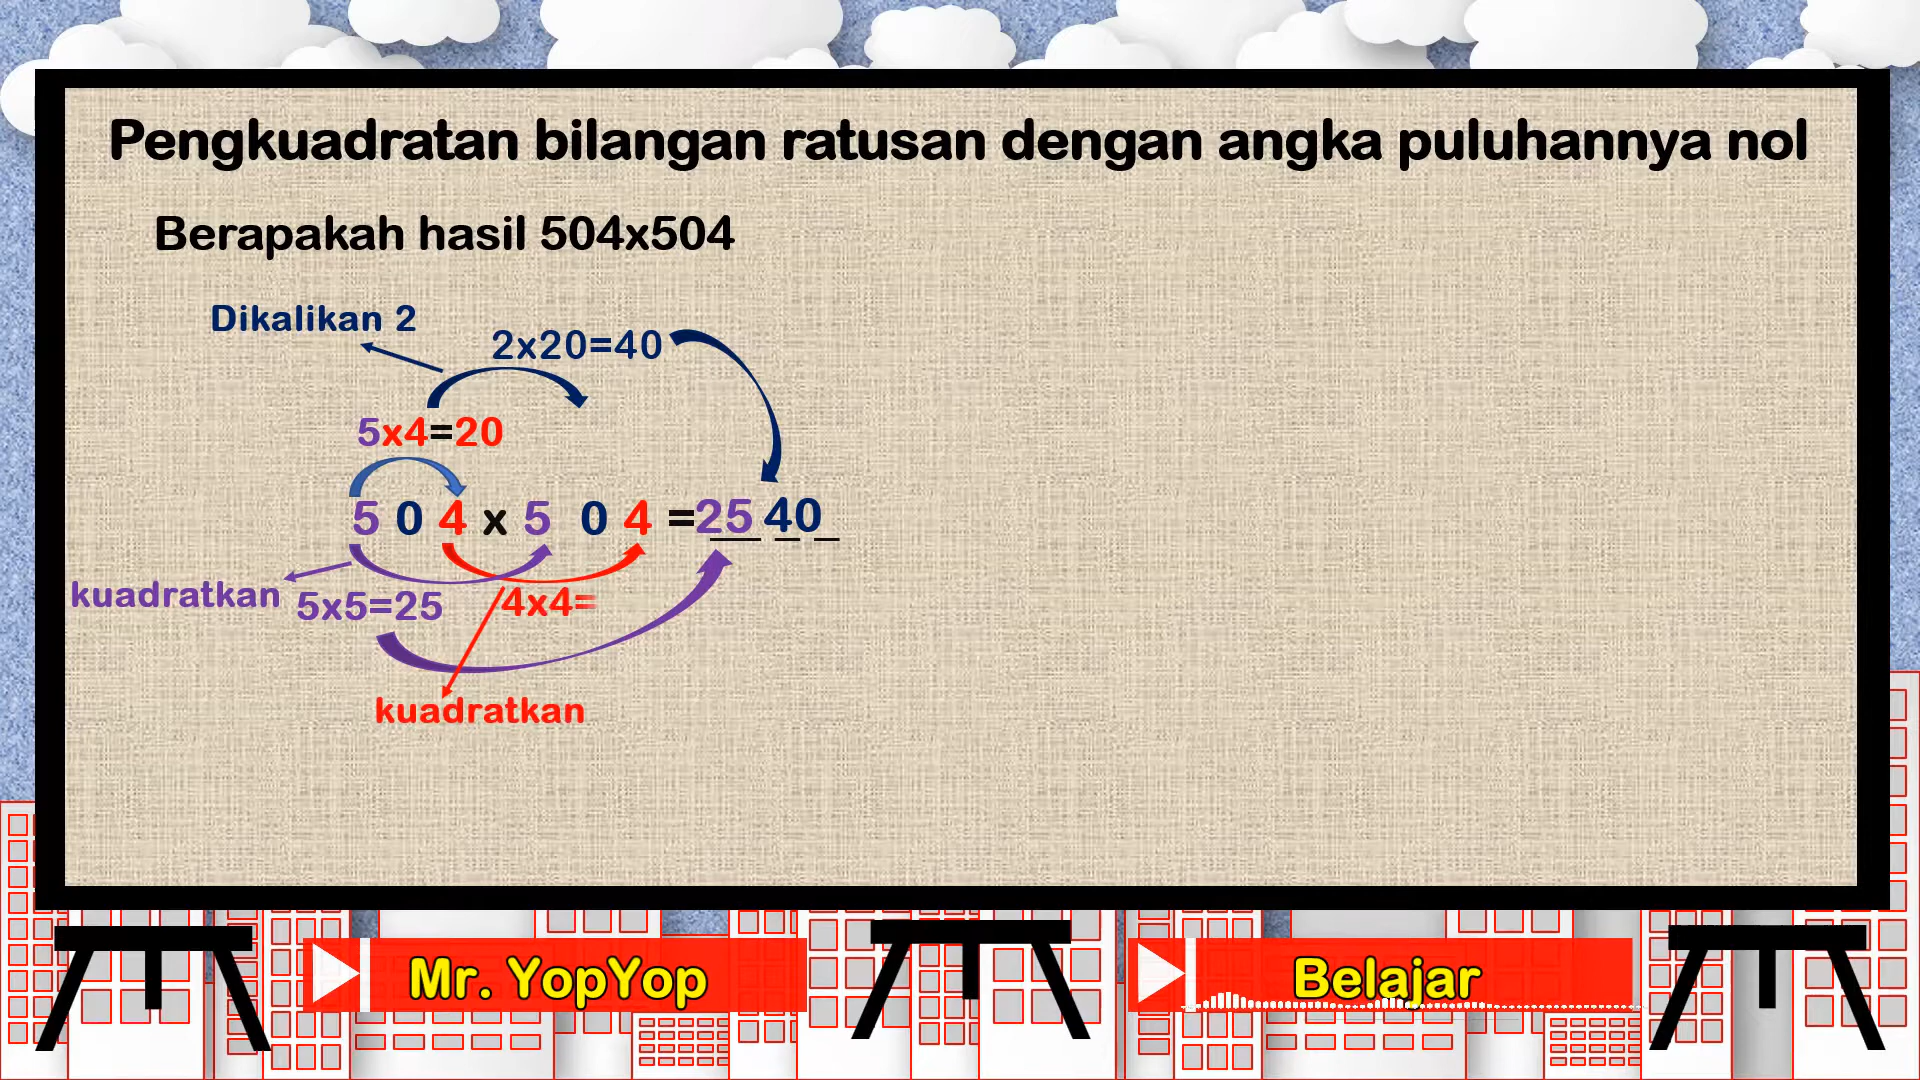 Pengkuadratan bilangan ratusan dengan angka puluhannya nol
Berapakah hasil 504x504
Dikalikan 2
2x20=40
5x4=20
5 0 4 x 5 0 4 =25 40
kuadratkan
5x5=25
4x4=
kuadratkan
Mr. YopYop
Belajar